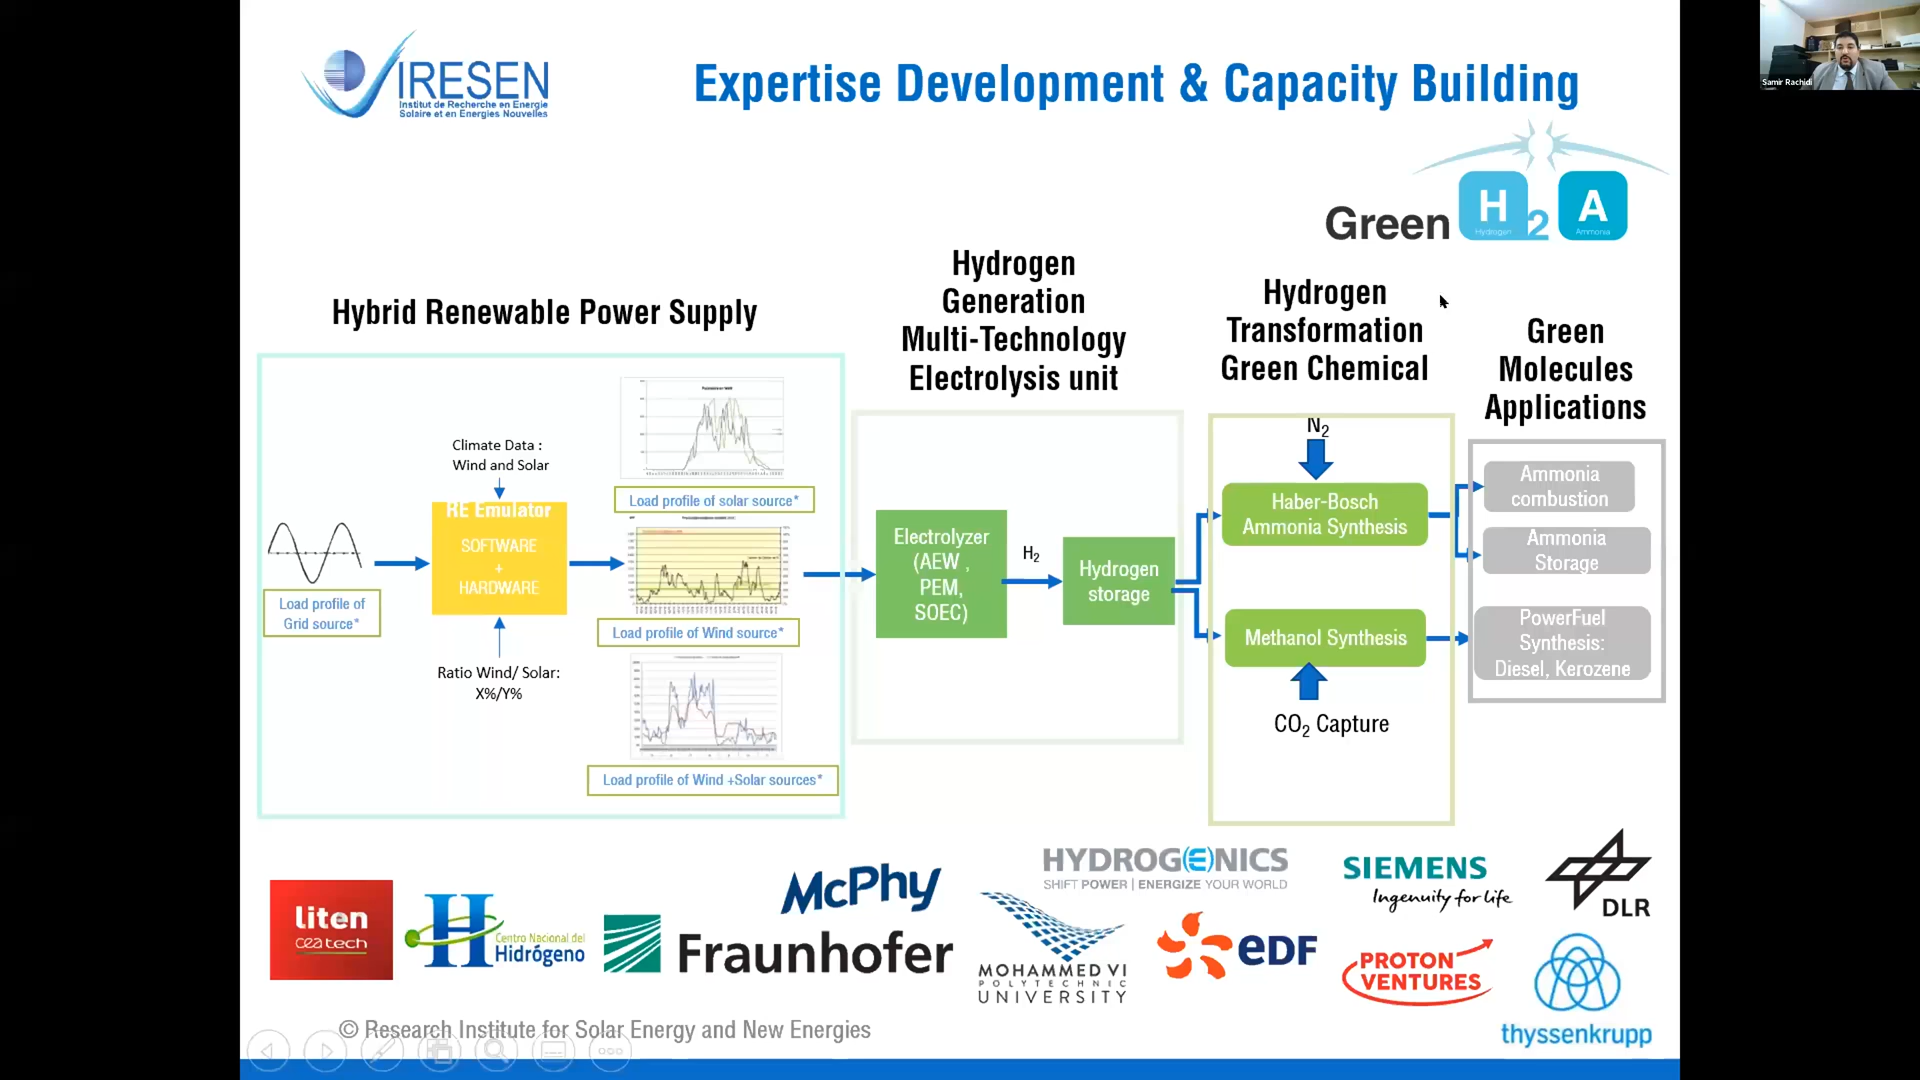 IRESEN
Institut de Recherche en Energie
Solaire et en Energies Nouvelles
Expertise Development & Capacity Building
Samir Rachidi
Green H2 A
Hydrogen
Ammonia
Hybrid Renewable Power Supply
Hydrogen
Generation
Multi-Technology
Electrolysis unit
Hydrogen
Transformation
Green Chemical
Green
Molecules
Applications
Climate Data :
Wind and Solar
RE Emulator
SOFTWARE
+
HARDWARE
Load profile of
Grid source*
Ratio Wind/ Solar:
X%/Y%
Load profile of solar source*
Load profile of Wind source*
Load profile of Wind +Solar sources*
Electrolyzer
(AEW ,
PEM,
SOEC)
H2
Hydrogen
storage
N2
Haber-Bosch
Ammonia Synthesis
Methanol Synthesis
CO2 Capture
Ammonia
combustion
Ammonia
Storage
PowerFuel
Synthesis:
Diesel, Kerozene
liten
ceatech
H
Centro Nacional del
Hidrógeno
McPhy
Fraunhofer
HYDROG(E)NICS
SHIFT POWER | ENERGIZE YOUR WORLD
MOHAMMED VI
POLYTECHNIC
UNIVERSITY
eDF
SIEMENS
Ingenuity for life
PROTON
VENTURES
DLR
thyssenkrupp
© Research Institute for Solar Energy and New Energies